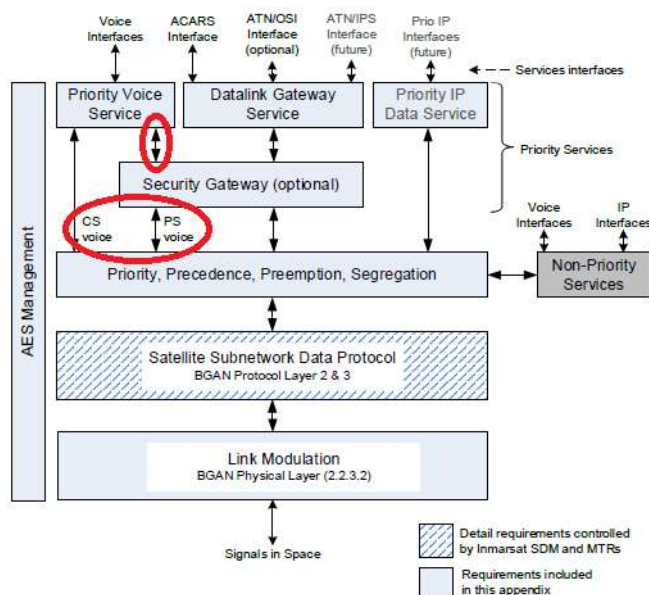 Voice
Interfaces
ACARS
Interface
ATN/OSI
Interface
(optional)
ATN/IPS
Interface
(future)
Prio IP
Interfaces
(future)
Services interfaces
Priority Voice
Service
Datalink Gateway
Service
Priority IP
Data Service
Priority Services
Security Gateway (optional)
AES Management
CS
voice
PS
voice
Voice
Interfaces
IP
Interfaces
Priority, Precedence, Preemption, Segregation
Non-Priority
Services
Satellite Subnetwork Data Protocol
BGAN Protocol Layer 2 & 3
Link Modulation
BGAN Physical Layer (2.2.3.2)
Signals in Space
Detail requirements controlled
by Inmarsat SDM and MTRs
Requirements included
in this appendix